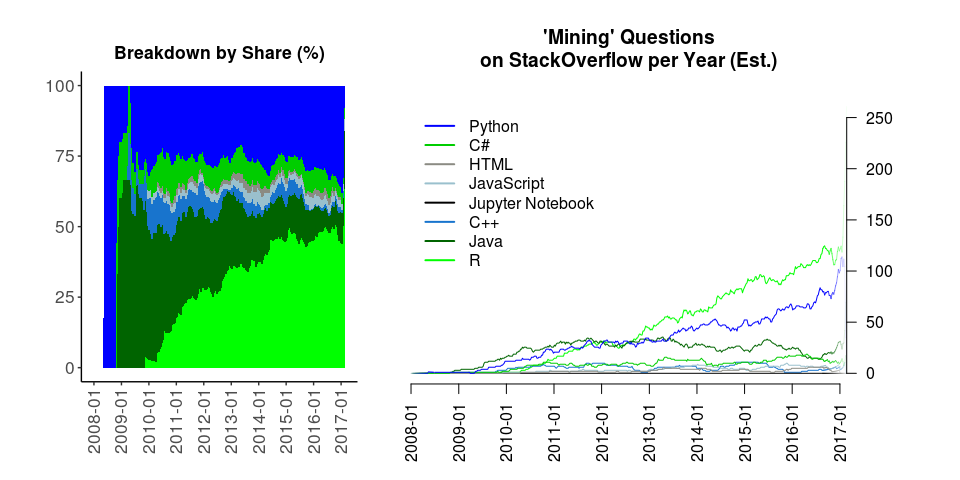 Breakdown by Share (%)
100
75
50
25
0
2008-01
2009-01
2010-01
2011-01
2012-01
2013-01
2014-01
2015-01
2016-01
2017-01
'Mining' Questions
on StackOverflow per Year (Est.)
Python
C#
HTML
JavaScript
Jupyter Notebook
C++
Java
R
250
200
150
100
50
0
2008-01
2009-01
2010-01
2011-01
2012-01
2013-01
2014-01
2015-01
2016-01
2017-01